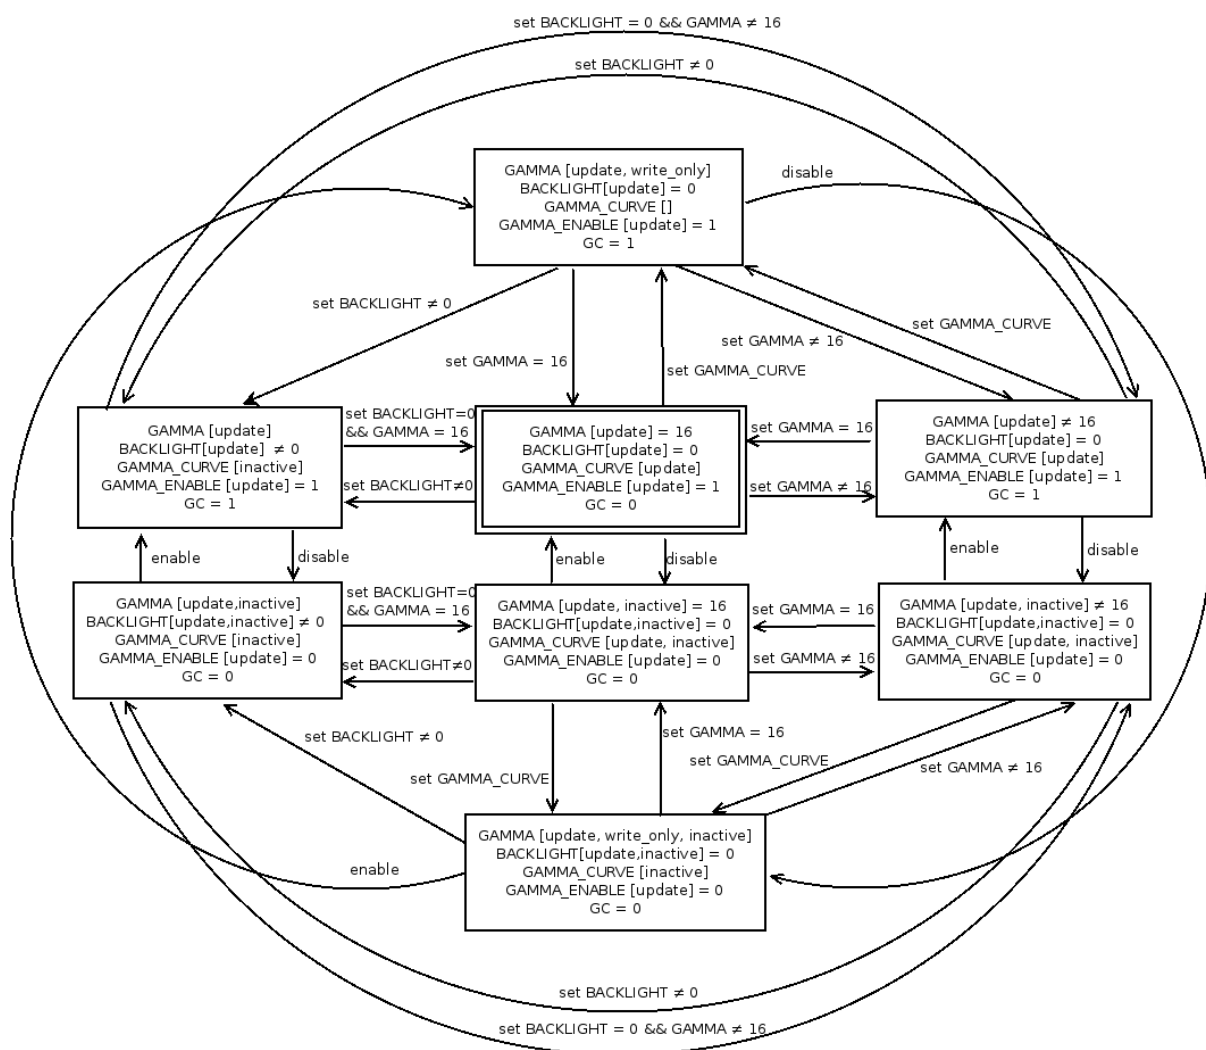 set BACKLIGHT = 0 && GAMMA ≠ 16
set BACKLIGHT ≠ 0
GAMMA [update, write_only]
BACKLIGHT[update] = 0
GAMMA_CURVE []
GAMMA_ENABLE [update] = 1
GC = 1
disable
set BACKLIGHT ≠ 0
set GAMMA = 16
set GAMMA_CURVE
set GAMMA ≠ 16
set GAMMA_CURVE
GAMMA [update]
BACKLIGHT[update] ≠ 0
GAMMA_CURVE [inactive]
GAMMA_ENABLE [update] = 1
GC = 1
set BACKLIGHT=0
&& GAMMA = 16
set BACKLIGHT≠0
GAMMA [update] = 16
BACKLIGHT[update] = 0
GAMMA_CURVE [update]
GAMMA_ENABLE [update] = 1
GC = 0
set GAMMA = 16
set GAMMA ≠ 16
GAMMA [update] ≠ 16
BACKLIGHT[update] = 0
GAMMA_CURVE [update]
GAMMA_ENABLE [update] = 1
GC = 1
enable
disable
enable
disable
enable
disable
GAMMA [update,inactive]
BACKLIGHT[update,inactive] ≠ 0
GAMMA_CURVE [inactive]
GAMMA_ENABLE [update] = 0
GC = 0
set BACKLIGHT=0
&& GAMMA = 16
set BACKLIGHT≠0
GAMMA [update, inactive] = 16
BACKLIGHT[update,inactive] = 0
GAMMA_CURVE [update, inactive]
GAMMA_ENABLE [update] = 0
GC = 0
set GAMMA = 16
set GAMMA ≠ 16
GAMMA [update, inactive] ≠ 16
BACKLIGHT[update,inactive] = 0
GAMMA_CURVE [update, inactive]
GAMMA_ENABLE [update] = 0
GC = 0
set BACKLIGHT ≠ 0
set GAMMA_CURVE
set GAMMA = 16
set GAMMA_CURVE
set GAMMA ≠ 16
GAMMA [update, write_only, inactive]
BACKLIGHT[update,inactive] = 0
GAMMA_CURVE [inactive]
GAMMA_ENABLE [update] = 0
GC = 0
enable
set BACKLIGHT ≠ 0
set BACKLIGHT = 0 && GAMMA ≠ 16